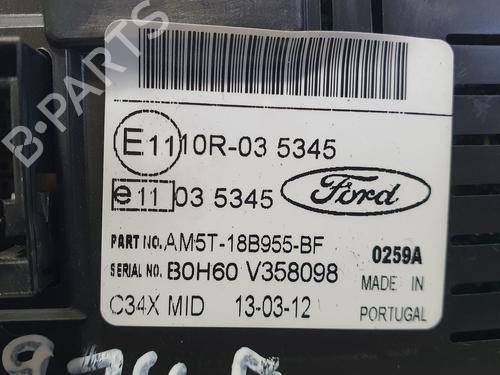 B-PARTS
E11 10R-03 5345
e11 03 5345 Ford
PART NO. AM5T-18B955-BF 0259A
SERIAL NO. B0H60 V358098 MADE IN
C34X MID 13-03-12 PORTUGAL